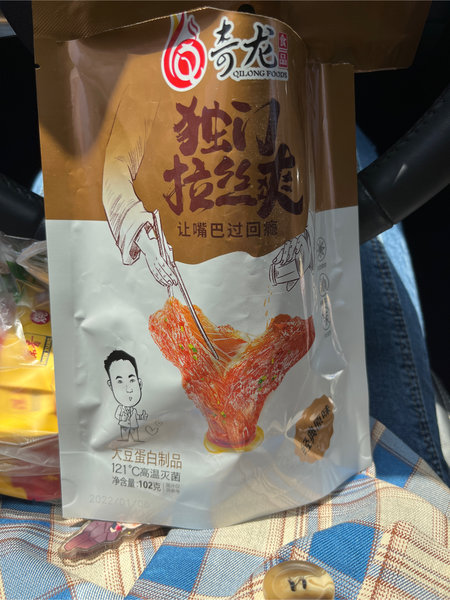 奇龙
食品
QILONG FOODS
独门
拉丝爽
让嘴巴过回瘾
大豆蛋白制品
121℃高温灭菌
净含量:102克